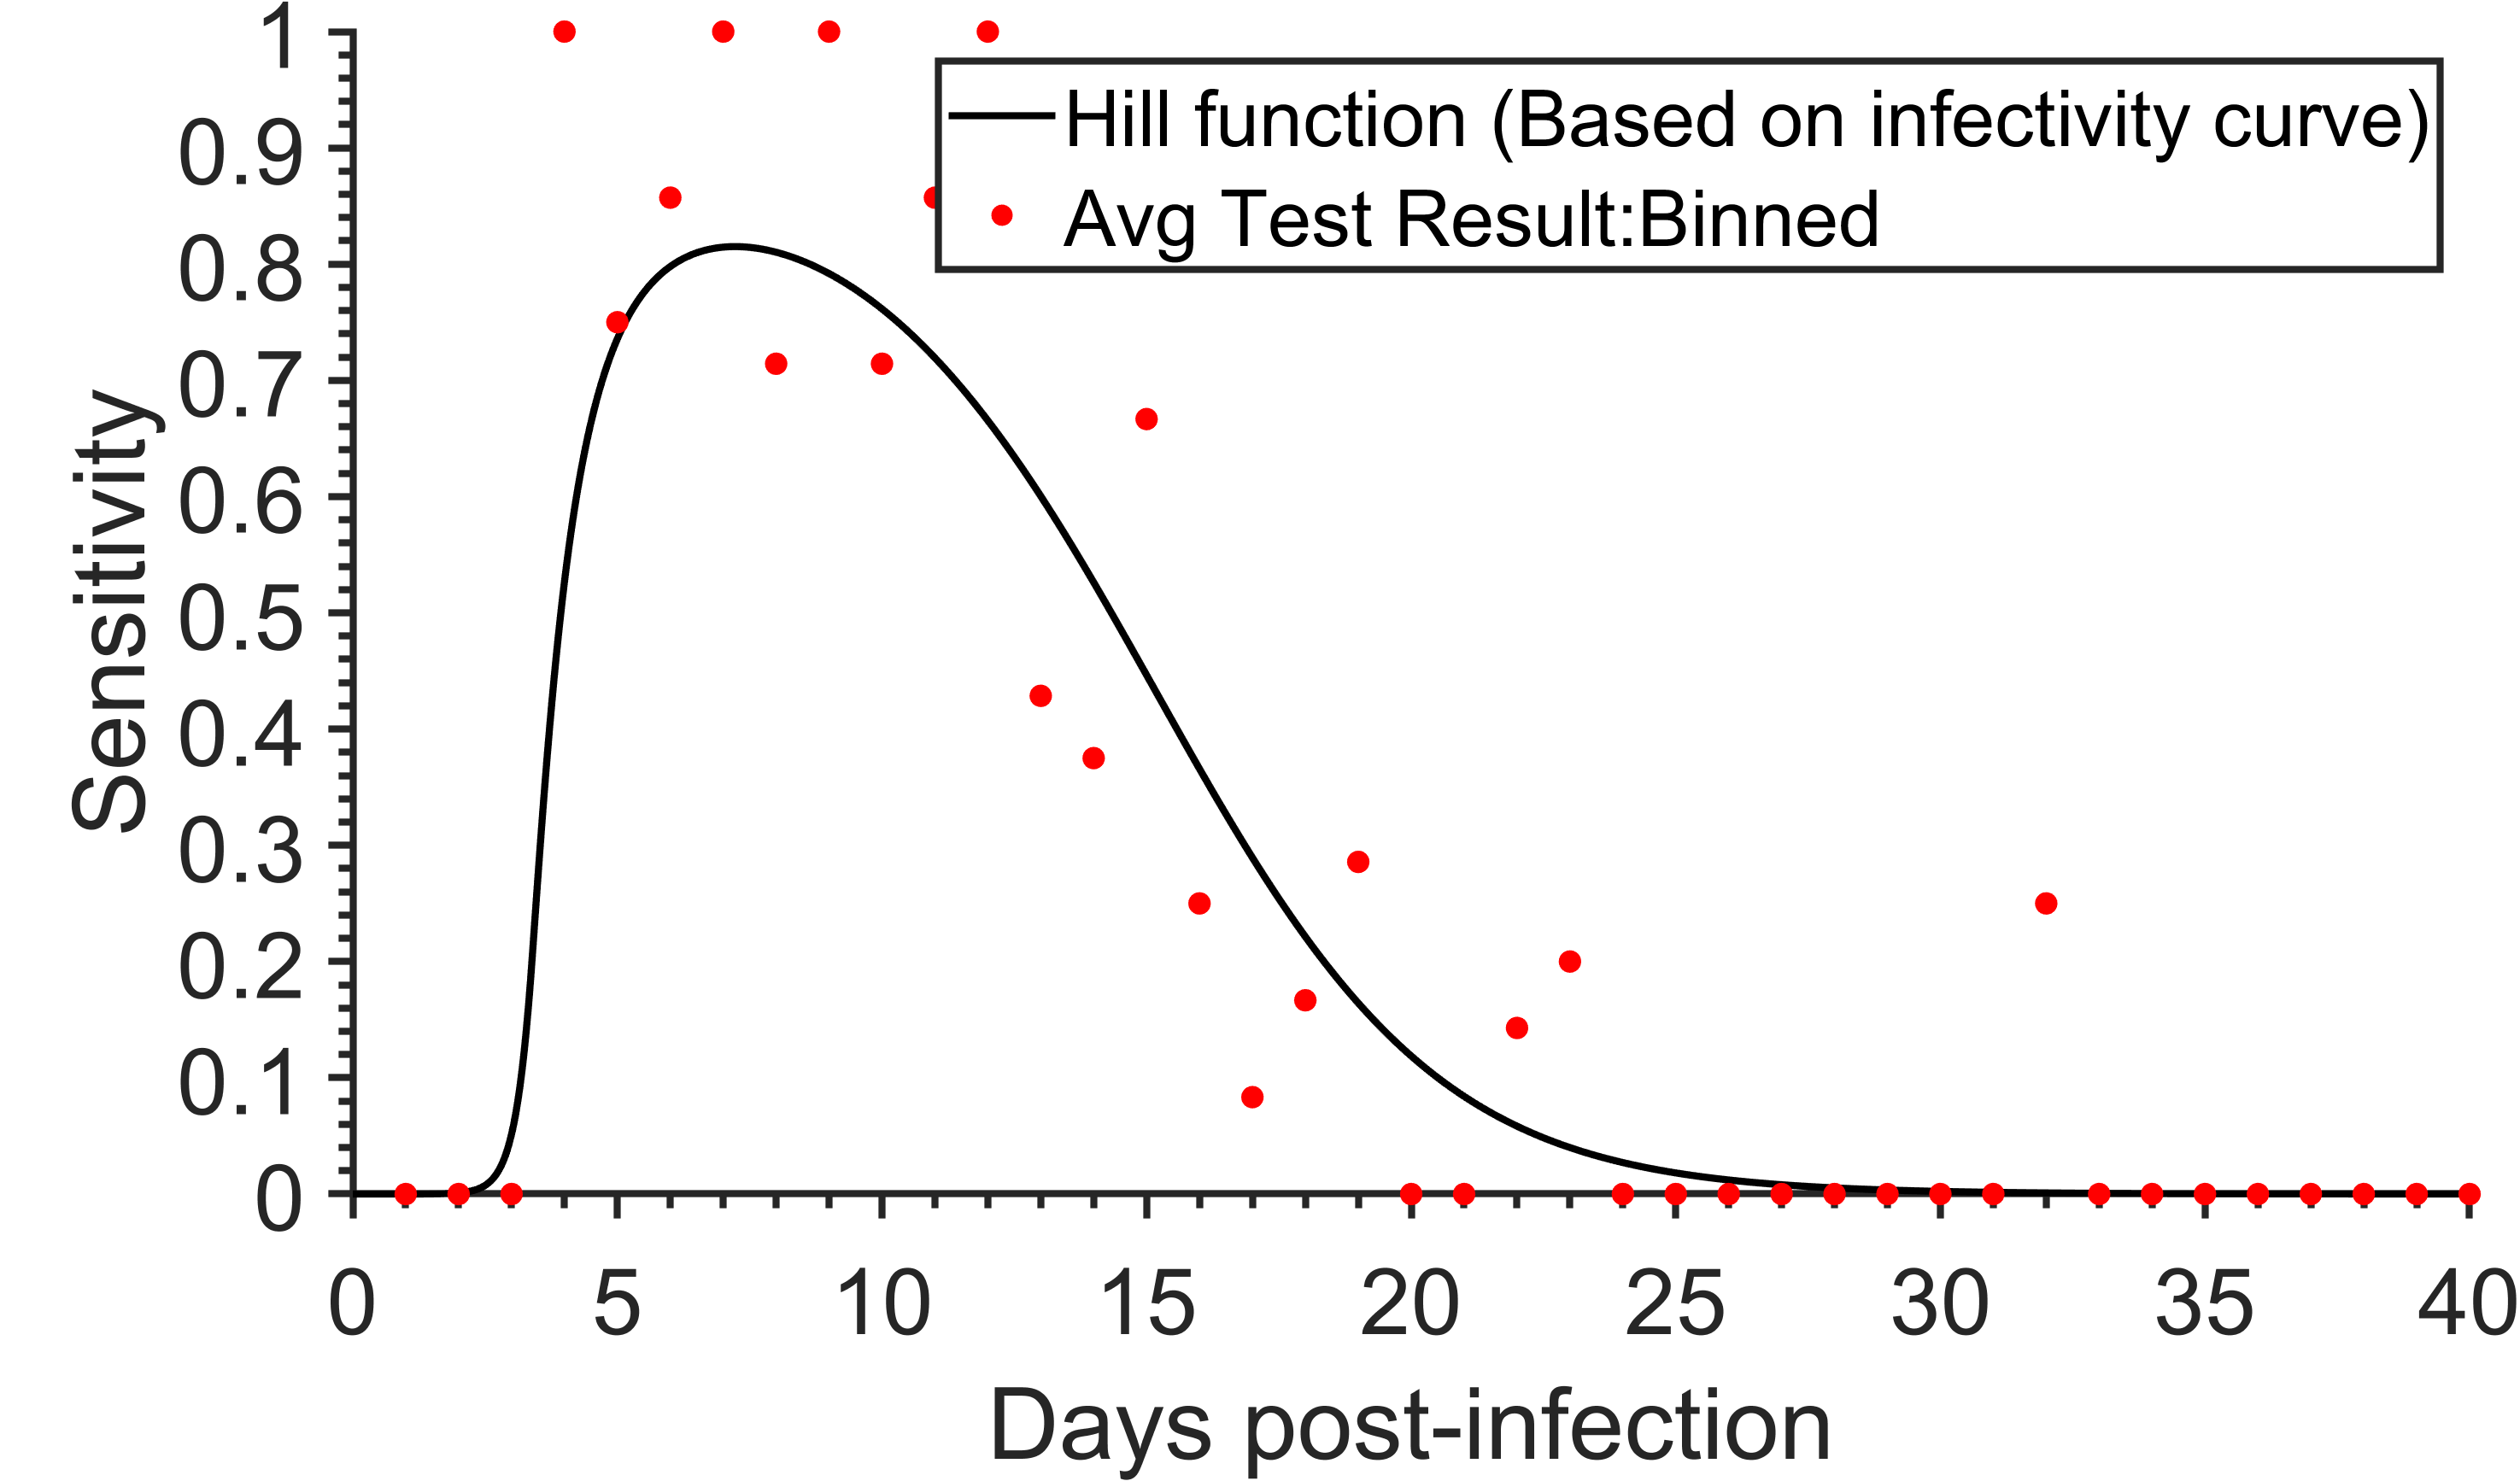 1
0.9
0.8
0.7
0.6
0.5
0.4
0.3
0.2
0.1
0
Sensitivity
Hill function (Based on infectivity curve)
Avg Test Result:Binned
0 5 10 15 20 25 30 35 40
Days post-infection